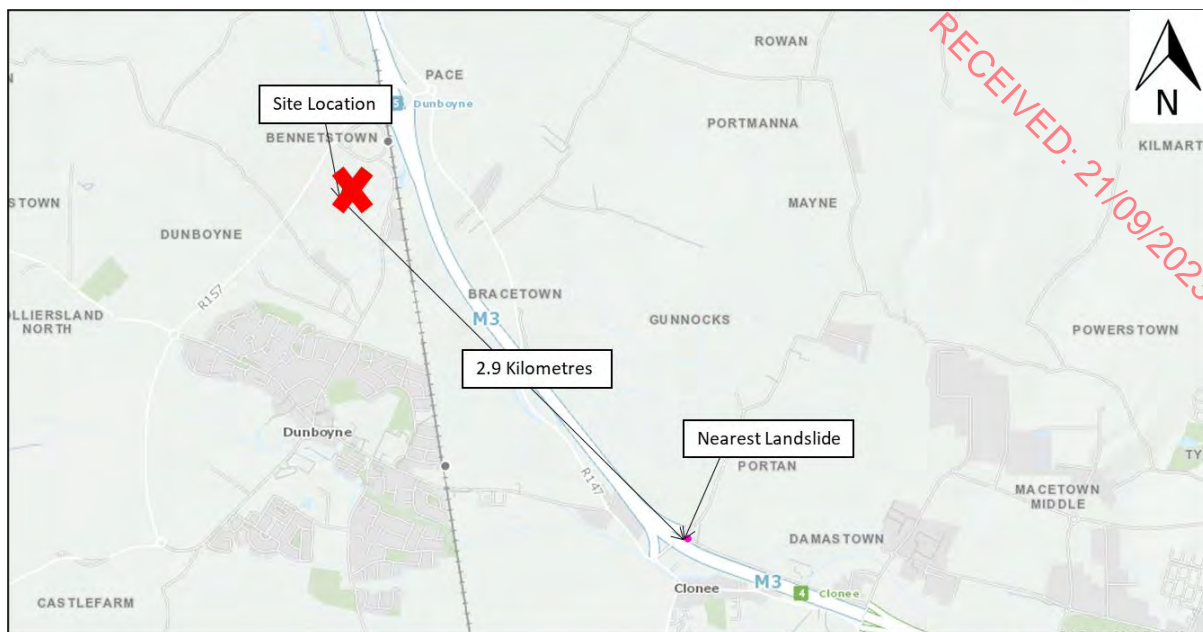 ROWAN
PACE
Site Location
5 Dunboyne
BENNETSTOWN
PORTMANNA
N
KILMART
RECEIVED: 21/09/2023
STOWN
MAYNE
DUNBOYNE
R157
BRACETOWN
M3
OLLIERSLAND
NORTH
GUNNOCKS
POWERSTOWN
2.9 Kilometres
Dunboyne
Nearest Landslide
TY
PORTAN
R147
MACETOWN
MIDDLE
DAMASTOWN
M3
Clonee
4 Clonee
CASTLEFARM